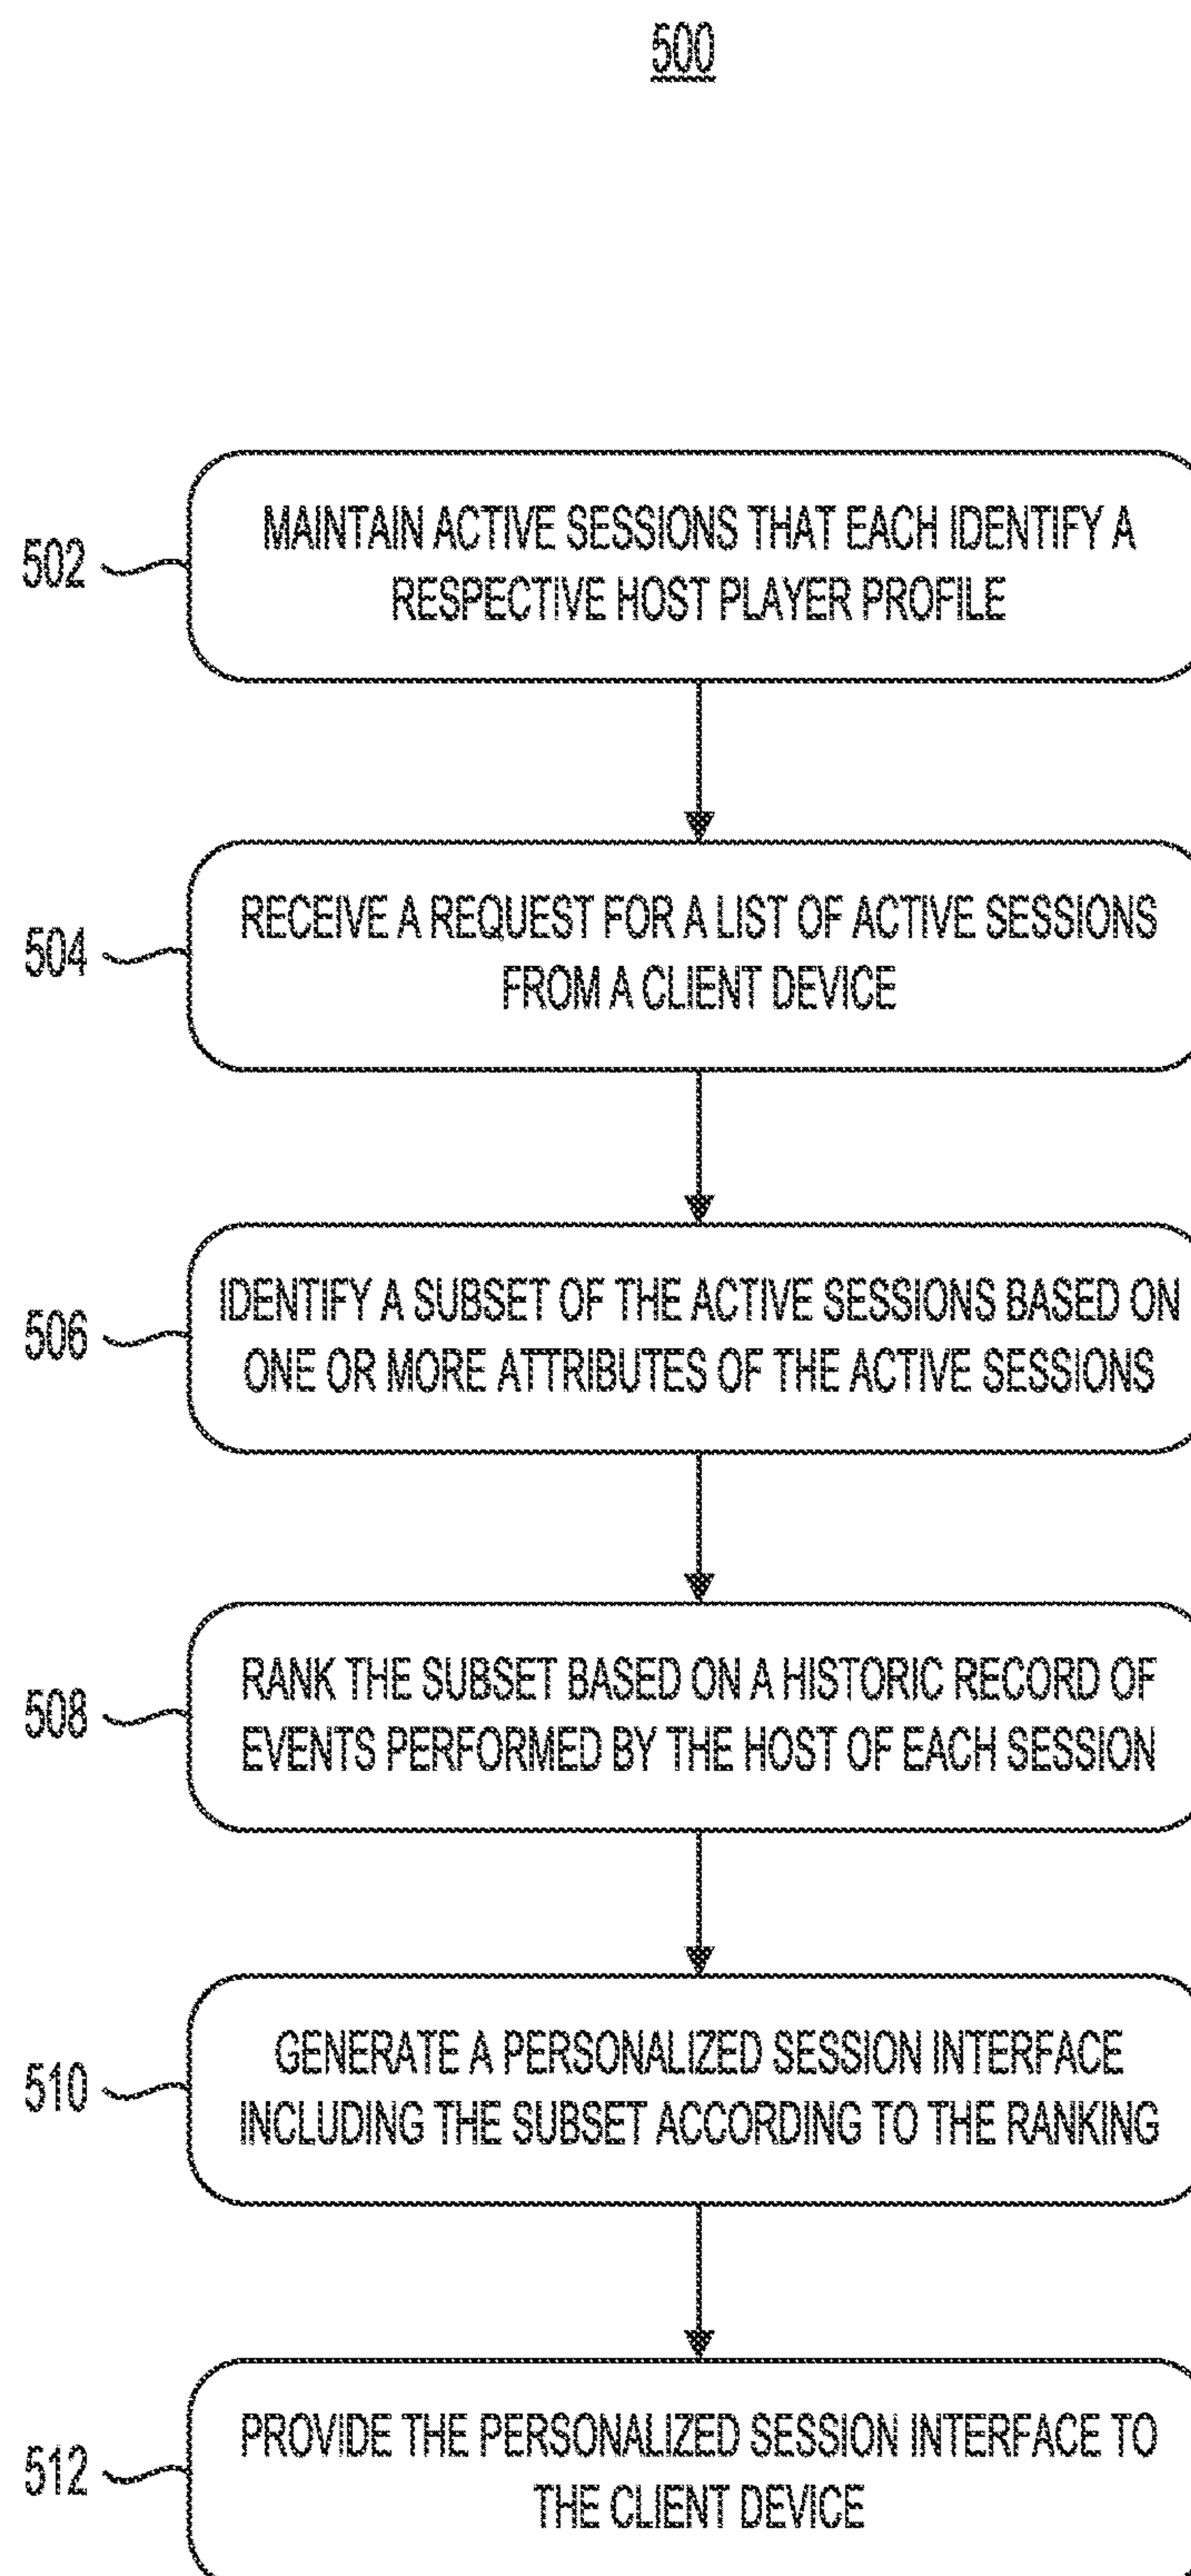 500
502
MAINTAIN ACTIVE SESSIONS THAT EACH IDENTIFY A
RESPECTIVE HOST PLAYER PROFILE
504
RECEIVE A REQUEST FOR A LIST OF ACTIVE SESSIONS
FROM A CLIENT DEVICE
506
IDENTIFY A SUBSET OF THE ACTIVE SESSIONS BASED ON
ONE OR MORE ATTRIBUTES OF THE ACTIVE SESSIONS
508
RANK THE SUBSET BASED ON A HISTORIC RECORD OF
EVENTS PERFORMED BY THE HOST OF EACH SESSION
510
GENERATE A PERSONALIZED SESSION INTERFACE
INCLUDING THE SUBSET ACCORDING TO THE RANKING
512
PROVIDE THE PERSONALIZED SESSION INTERFACE TO
THE CLIENT DEVICE